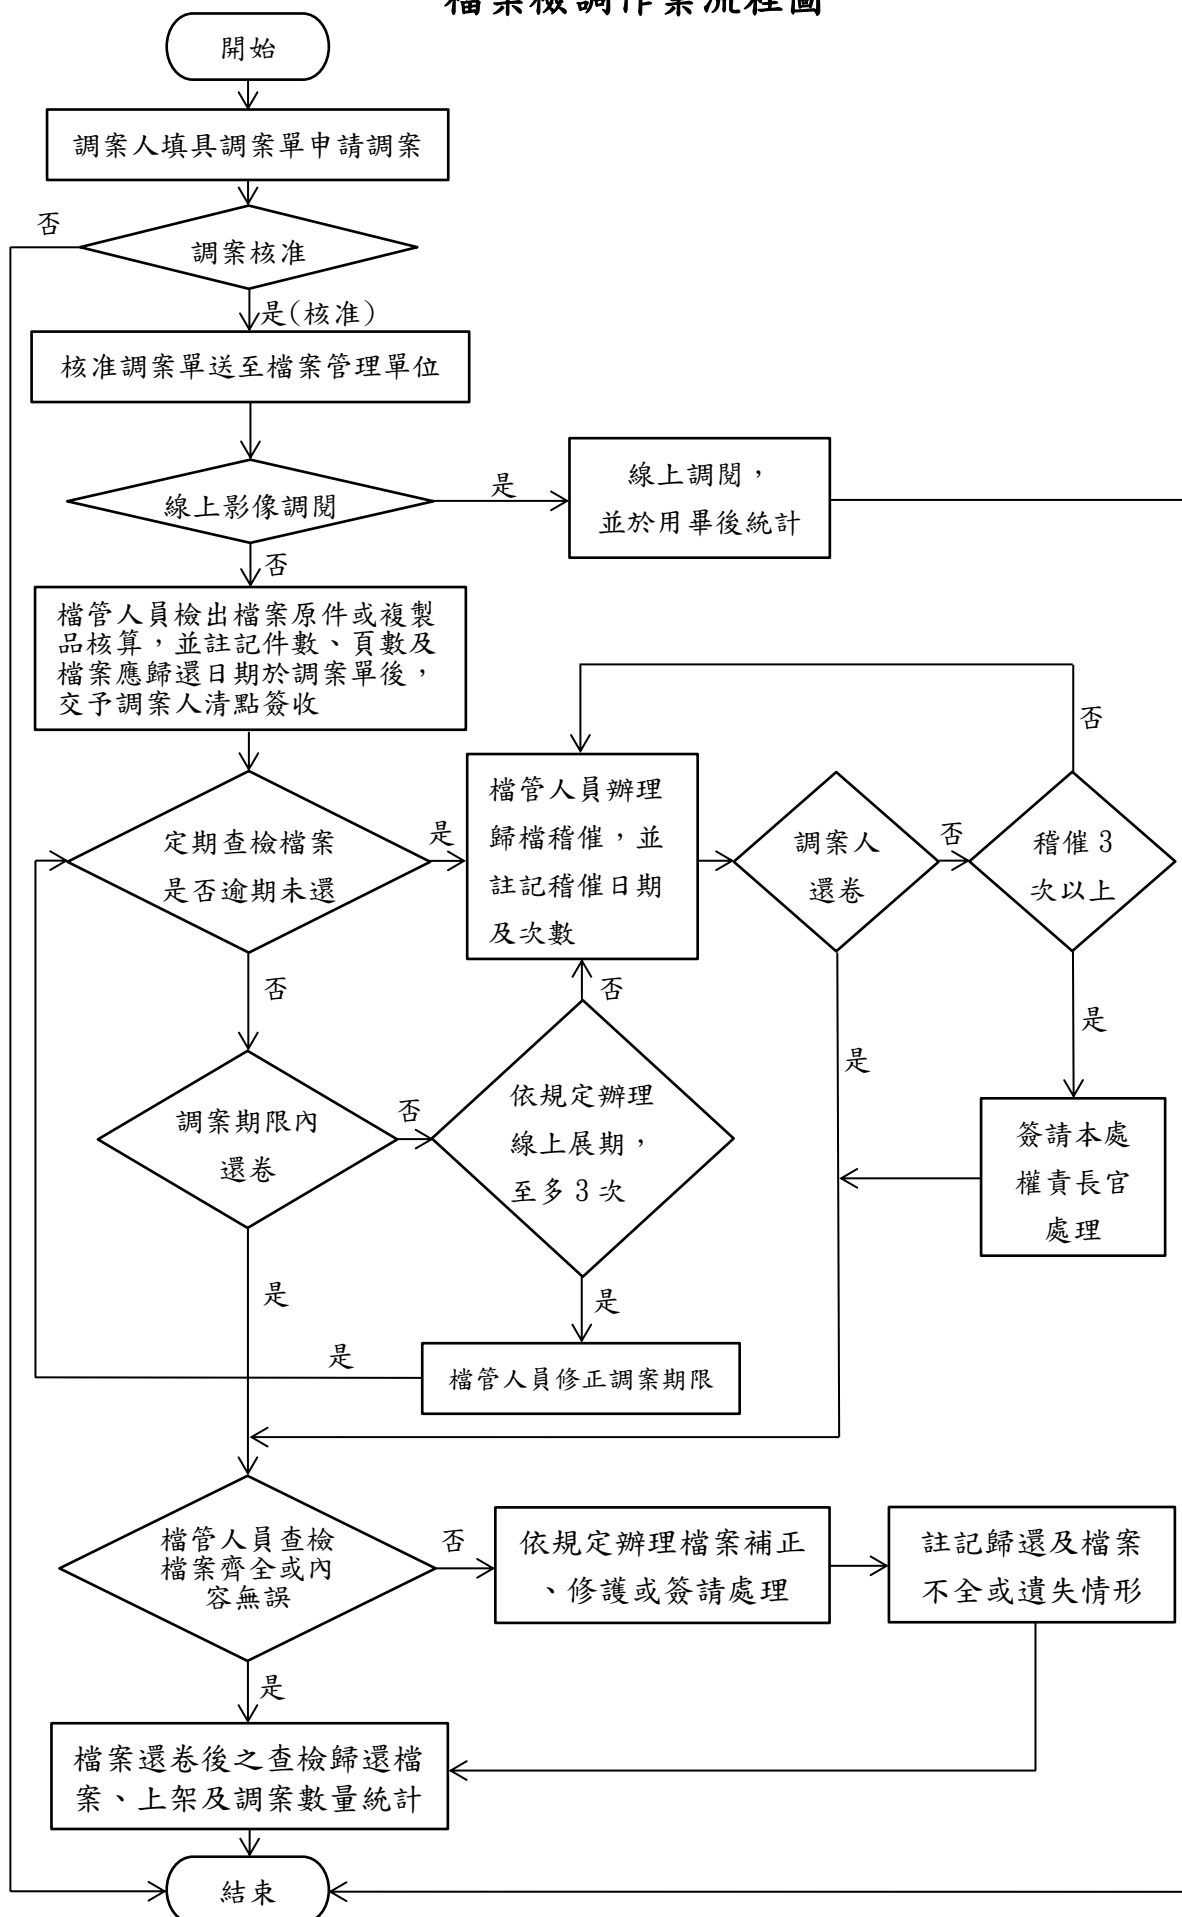 檔案檢調作業流程圖
開始
調案人填具調案單申請調案
否
調案核准
是(核准)
核准調案單送至檔案管理單位
線上影像調閱
是
線上調閱，
並於用畢後統計
否
檔管人員檢出檔案原件或複製
品核算，並註記件數、頁數及
檔案應歸還日期於調案單後，
交予調案人清點簽收
定期查檢檔案
是否逾期未還
是
檔管人員辦理
歸檔稽催，並
註記稽催日期
及次數
調案人
還卷
否
稽催 3
次以上
否
是
簽請本處
權責長官
處理
是
否
調案期限內
還卷
否
依規定辦理
線上展期，
至多 3 次
否
是
檔管人員修正調案期限
是
是
檔管人員查檢
檔案齊全或內
容無誤
否
依規定辦理檔案補正
、修護或簽請處理
註記歸還及檔案
不全或遺失情形
是
檔案還卷後之查檢歸還檔
案、上架及調案數量統計
結束